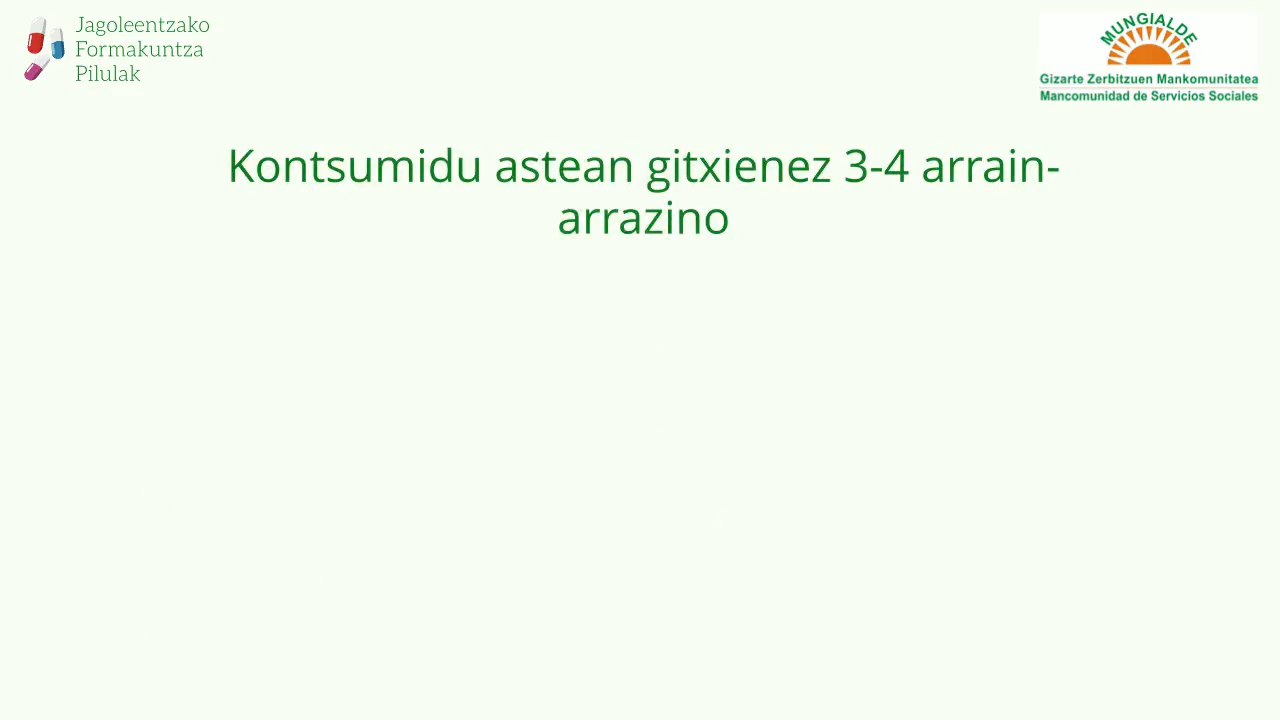 Jagoleentzako
Formakuntza
Pilulak
MUNGIALDE
Gizarte Zerbitzuen Mankomunitatea
Mancomunidad de Servicios Sociales
Kontsumidu astean gitxienez 3-4 arrain-
arrazino